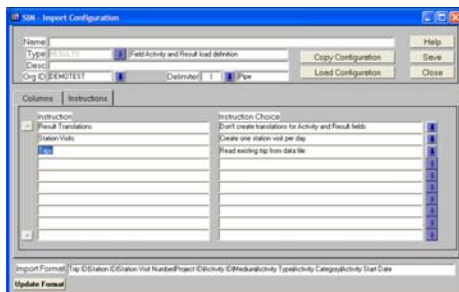 SIM - Import Configuration
Name
Help
Type RESULTS Field Activity and Result load definition
Copy Configuration
Save
Desc
Org ID DEMOTEST Delimiter | Pipe
Load Configuration
Close
Columns Instructions
Instruction Instruction Choice
Result Translations Don't create translations for Activity and Result fields
Station Visits Create one station visit per day
Trips Read existing trip from data file
Import Format Trip ID|Station ID|Station Visit Number|Project ID|Activity ID|Medium|Activity Type|Activity Category|Activity Start Date
Update Format